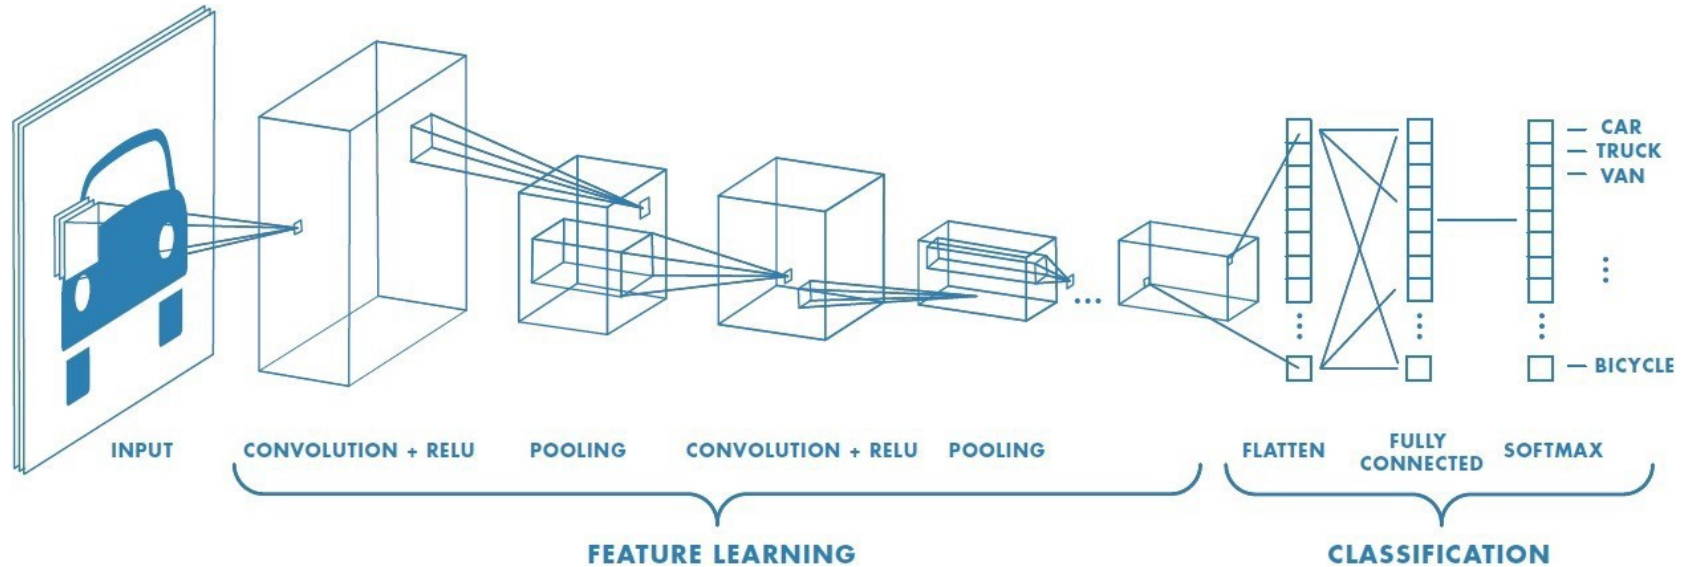 CAR
TRUCK
VAN
BICYCLE
INPUT
CONVOLUTION + RELU
POOLING
CONVOLUTION + RELU
POOLING
FLATTEN
FULLY
CONNECTED
SOFTMAX
FEATURE LEARNING
CLASSIFICATION